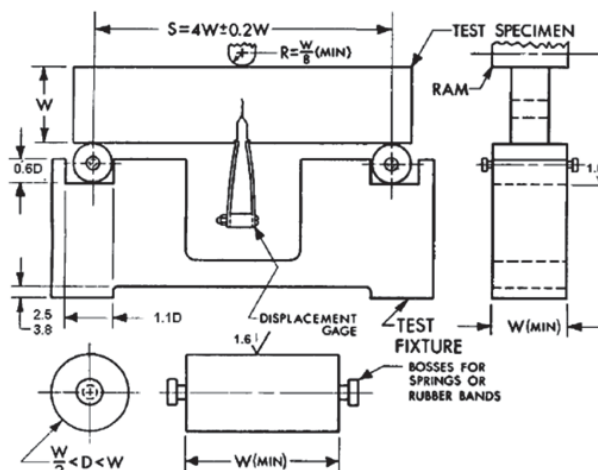 S=4W±0.2W
TEST SPECIMEN
R=W/8(MIN)
RAM
W
0.6D
2.5
3.8
1.1D
DISPLACEMENT
GAGE
TEST
FIXTURE
W(MIN)
1.6
BOSSES FOR
SPRINGS OR
RUBBER BANDS
<D<W
W(MIN)